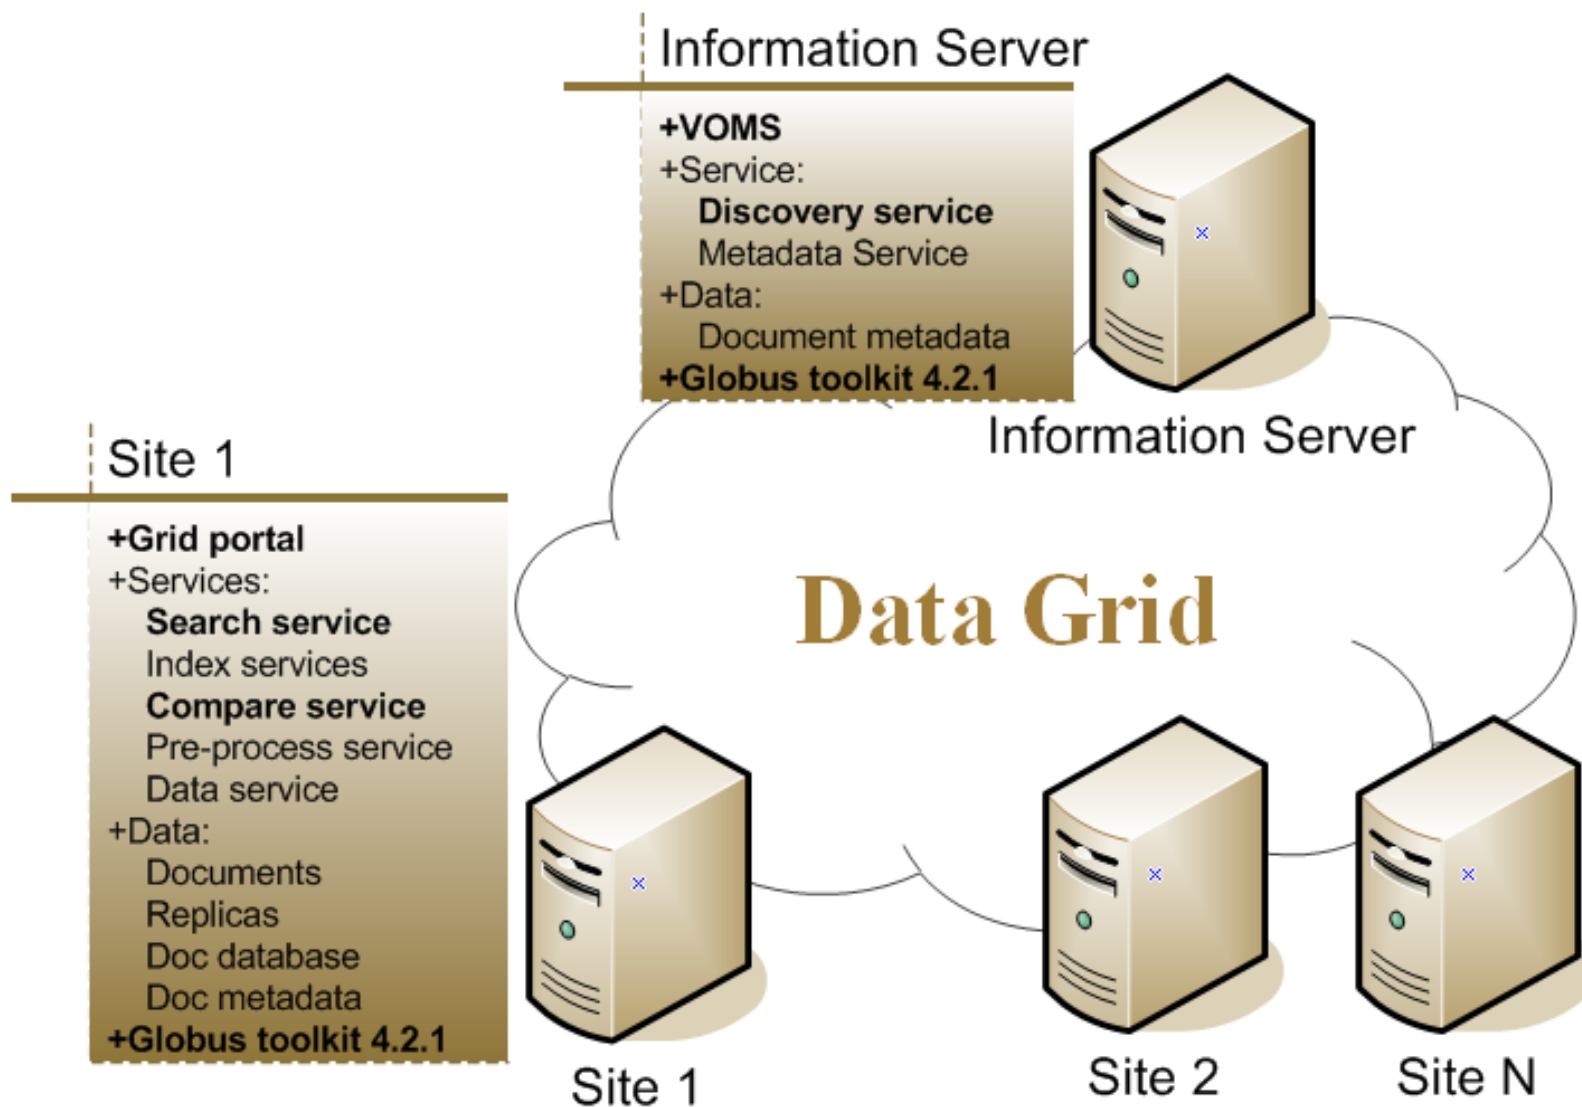 Information Server
+VOMS
+Service:
Discovery service
Metadata Service
+Data:
Document metadata
+Globus toolkit 4.2.1
Information Server
Site 1
+Grid portal
+Services:
Search service
Index services
Compare service
Pre-process service
Data service
+Data:
Documents
Replicas
Doc database
Doc metadata
+Globus toolkit 4.2.1
Data Grid
Site 1
Site 2
Site N